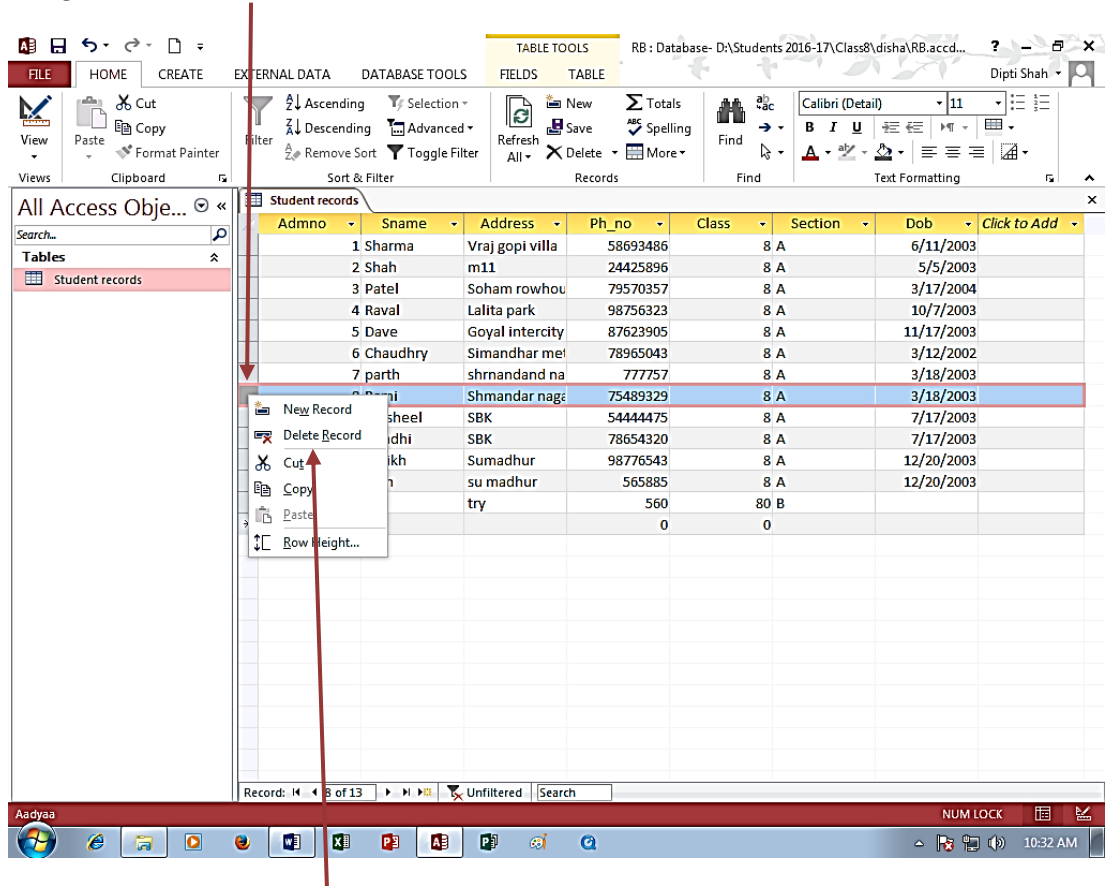 TABLE TOOLS RB : Database- D:\Students 2016-17\Class8\disha\RB.accd... ?
FILE HOME CREATE EXTERNAL DATA DATABASE TOOLS FIELDS TABLE Dipti Shah
View
Views
Paste
Cut
Copy
Format Painter
Clipboard
Filter
Ascending
Descending
Remove Sort
Selection
Advanced
Toggle Filter
Sort & Filter
Refresh
All
New
Save
Delete
Totals
Spelling
More
Records
Find
Find
Calibri (Detail) 11
B I U
Text Formatting
All Access Obje...
Search...
Tables
Student records
Student records
Admno Sname Address Ph_no Class Section Dob Click to Add
1 Sharma Vraj gopi villa 58693486 8 A 6/11/2003
2 Shah m11 24425896 8 A 5/5/2003
3 Patel Soham rowhou 79570357 8 A 3/17/2004
4 Raval Lalita park 98756323 8 A 10/7/2003
5 Dave Goyal intercity 87623905 8 A 11/17/2003
6 Chaudhry Simandhar met 78965043 8 A 3/12/2002
7 parth shrnandand na 777757 8 A 3/18/2003
Shmandar naga 75489329 8 A 3/18/2003
sheel SBK 54444475 8 A 7/17/2003
dhi SBK 78654320 8 A 7/17/2003
ikh Sumadhur 98776543 8 A 12/20/2003
su madhur 565885 8 A 12/20/2003
try 560 80 B
0 0
New Record
Delete Record
Cut
Copy
Paste
Row Height...
Record: 8 of 13 Unfiltered Search
Aadyaa NUM LOCK
10:32 AM